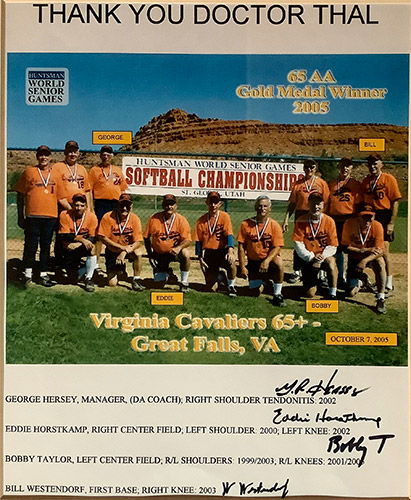 THANK YOU DOCTOR THAL
HUNTSMAN
WORLD
SENIOR
GAMES
65 AA
Gold Medal Winner
2005
GEORGE
BILL
HUNTSMAN WORLD SENIOR GAMES
SOFTBALL CHAMPIONSHIP
ST. GEORGE, UTAH
EDDIE
BOBBY
Virginia Cavaliers 65+ -
Great Falls, VA
OCTOBER 7, 2005
GEORGE HERSEY, MANAGER, (DA COACH); RIGHT SHOULDER TENDONITIS: 2002
Eddie Horstkamp
EDDIE HORSTKAMP, RIGHT CENTER FIELD; LEFT SHOULDER: 2000; LEFT KNEE: 2002
Bobby T
BOBBY TAYLOR, LEFT CENTER FIELD; R/L SHOULDERS: 1999/2003; R/L KNEES: 2001/2003
BILL WESTENDORF, FIRST BASE; RIGHT KNEE: 2003 W Westendorf